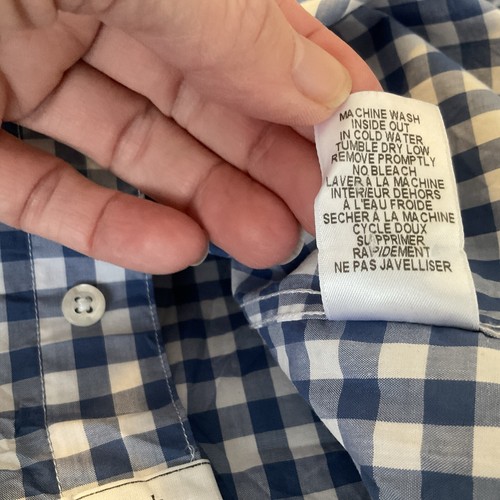 MACHINE WASH
INSIDE OUT
IN COLD WATER
TUMBLE DRY LOW
REMOVE PROMPTLY
NO BLEACH
LAVER À LA MACHINE
INTERIEUR DEHORS
À L'EAU FROIDE
SECHER À LA MACHINE
CYCLE DOUX
SUPPRIMER
RAPIDEMENT
NE PAS JAVELLISER